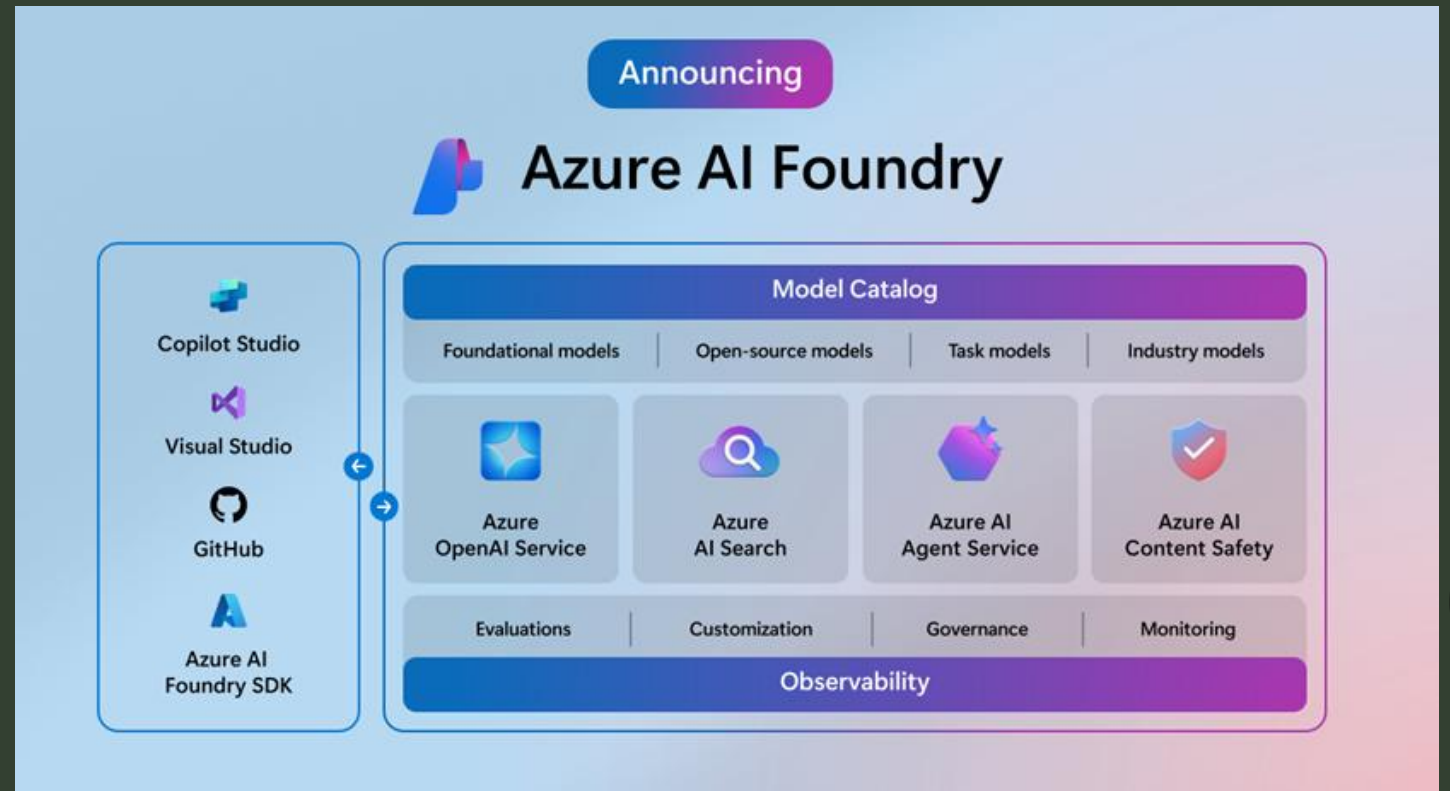 Announcing
Azure AI Foundry
Copilot Studio
Visual Studio
GitHub
Azure AI
Foundry SDK
Model Catalog
Foundational models
Open-source models
Task models
Industry models
Azure
OpenAI Service
Azure
AI Search
Azure AI
Agent Service
Azure AI
Content Safety
Evaluations
Customization
Governance
Monitoring
Observability